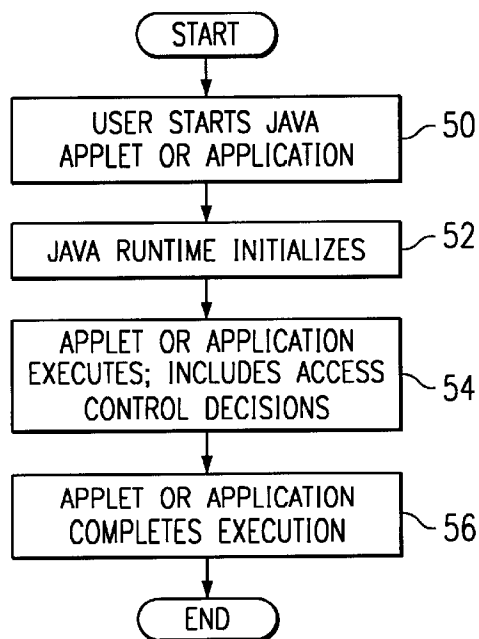 START
USER STARTS JAVA
APPLET OR APPLICATION
50
JAVA RUNTIME INITIALIZES
52
APPLET OR APPLICATION
EXECUTES; INCLUDES ACCESS
CONTROL DECISIONS
54
APPLET OR APPLICATION
COMPLETES EXECUTION
56
END